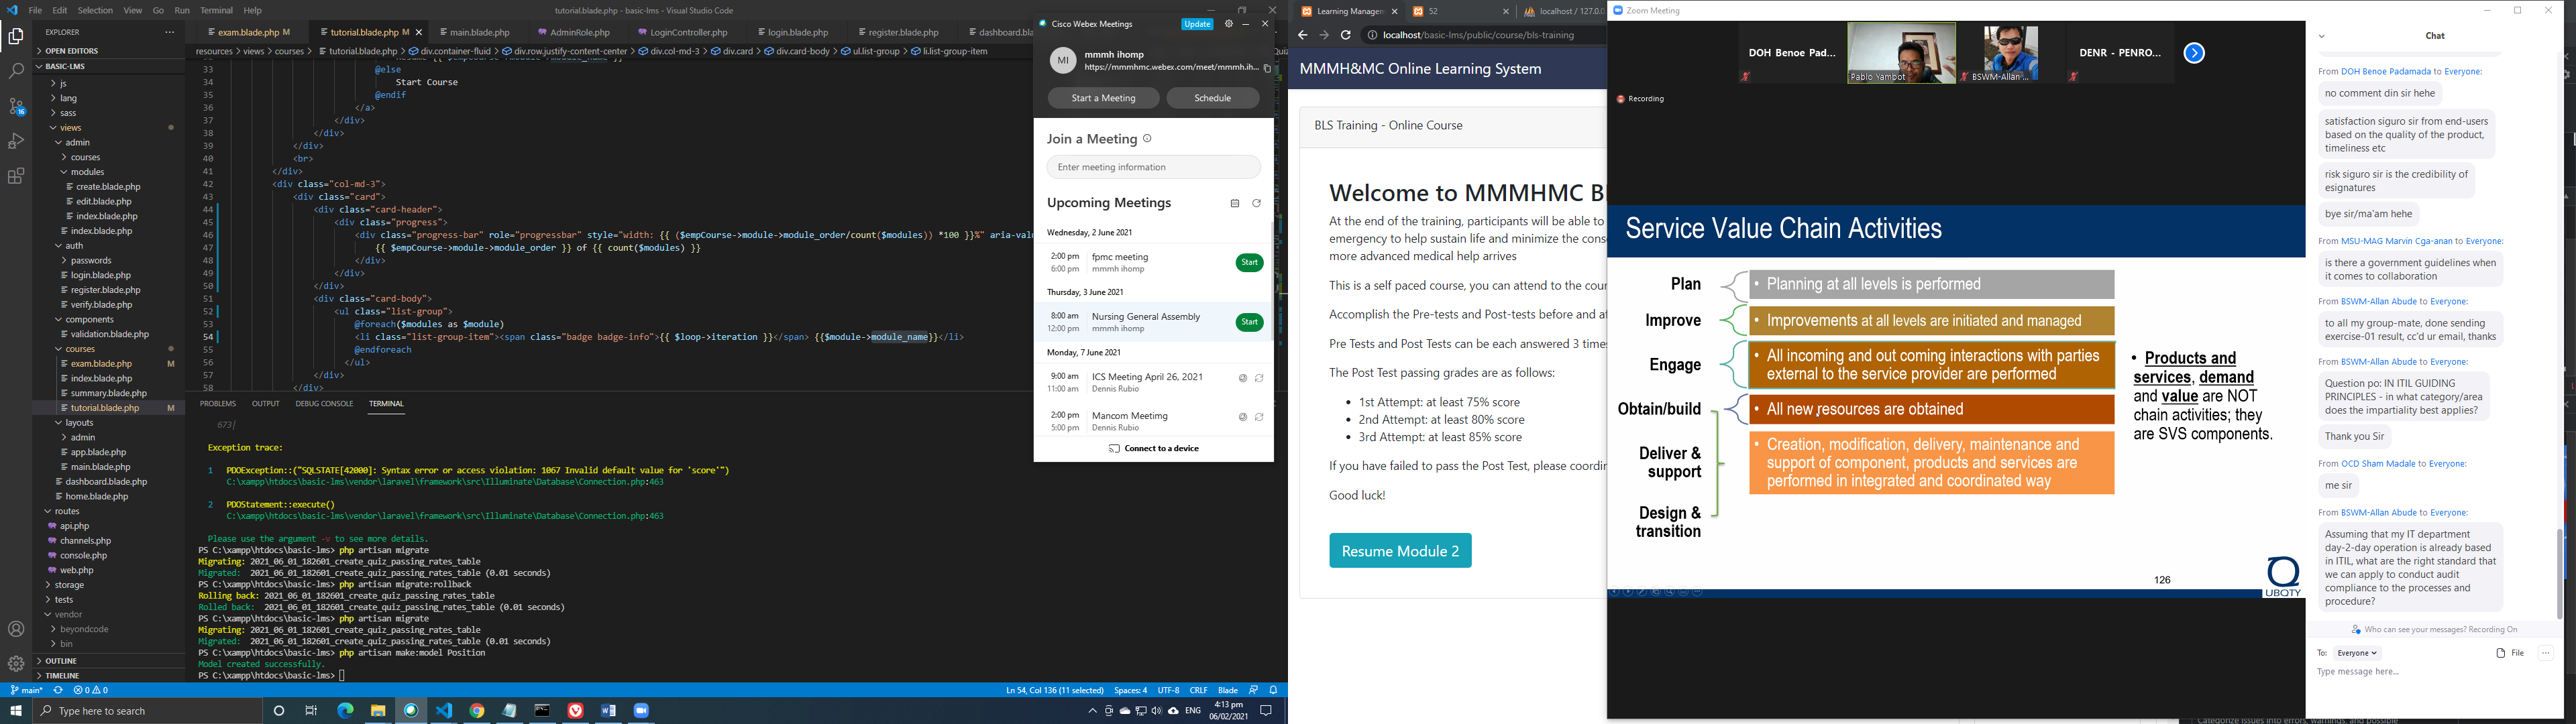 File Edit Selection View Go Run Terminal Help
tutorial.blade.php - basic-lms - Visual Studio Code
EXPLORER
OPEN EDITORS
BASIC-LMS
js
lang
sass
views
admin
courses
modules
create.blade.php
edit.blade.php
index.blade.php
index.blade.php
auth
passwords
login.blade.php
register.blade.php
verify.blade.php
components
validation.blade.php
courses
exam.blade.php M
index.blade.php
summary.blade.php
tutorial.blade.php M
layouts
admin
app.blade.php
main.blade.php
dashboard.blade.php
home.blade.php
routes
api.php
channels.php
console.php
web.php
storage
tests
vendor
beyondcode
bin
OUTLINE
TIMELINE
exam.blade.php M tutorial.blade.php M main.blade.php AdminRole.php LoginController.php login.blade.php register.blade.php
resources > views > courses > tutorial.blade.php > div.container-fluid > div.row.justify-content-center > div.col-md-3 > div.card > div.card-body > ul.list-group > li.list-group-item
33 @else
34 Start Course
35 @endif
36 </a>
37 </div>
38 </div>
39 </div>
40 <br>
41 </div>
42 <div class="col-md-3">
43 <div class="card">
44 <div class="card-header">
45 <div class="progress">
46 <div class="progress-bar" role="progressbar" style="width: {{ ($empCourse->module->module_order/count($modules)) *100 }}%" aria-valu
47 {{ $empCourse->module->module_order }} of {{ count($modules) }}
48 </div>
49 </div>
50 </div>
51 <div class="card-body">
52 <ul class="list-group">
53 @foreach($modules as $module)
54 <li class="list-group-item"><span class="badge badge-info">{{ $loop->iteration }}</span> {{$module->module_name}}</li>
55 @endforeach
56 </ul>
57 </div>
58 </div>
PROBLEMS OUTPUT DEBUG CONSOLE TERMINAL
673|
Exception trace:
1 PDOException::("SQLSTATE[42000]: Syntax error or access violation: 1067 Invalid default value for 'score'")
C:\xampp\htdocs\basic-lms\vendor\laravel\framework\src\Illuminate\Database\Connection.php:463
2 PDOStatement::execute()
C:\xampp\htdocs\basic-lms\vendor\laravel\framework\src\Illuminate\Database\Connection.php:463
Please use the argument -v to see more details.
PS C:\xampp\htdocs\basic-lms> php artisan migrate
Migrating: 2021_06_01_182601_create_quiz_passing_rates_table
Migrated: 2021_06_01_182601_create_quiz_passing_rates_table (0.01 seconds)
PS C:\xampp\htdocs\basic-lms> php artisan migrate:rollback
Rolling back: 2021_06_01_182601_create_quiz_passing_rates_table
Rolled back: 2021_06_01_182601_create_quiz_passing_rates_table (0.01 seconds)
PS C:\xampp\htdocs\basic-lms> php artisan migrate
Migrating: 2021_06_01_182601_create_quiz_passing_rates_table
Migrated: 2021_06_01_182601_create_quiz_passing_rates_table (0.01 seconds)
PS C:\xampp\htdocs\basic-lms> php artisan make:model Position
Model created successfully.
PS C:\xampp\htdocs\basic-lms>
main* 0 0
Ln 54, Col 136 (11 selected) Spaces: 4 UTF-8 CRLF Blade
Type here to search
ENG
4:13 pm
06/02/2021
Cisco Webex Meetings Update
MI
mmmh ihomp
https://mmmhmc.webex.com/meet/mmmh.ih...
Start a Meeting Schedule
Join a Meeting
Enter meeting information
Upcoming Meetings
Wednesday, 2 June 2021
2:00 pm fpmc meeting Start
6:00 pm mmmh ihomp
Thursday, 3 June 2021
8:00 am Nursing General Assembly Start
12:00 pm mmmh ihomp
Monday, 7 June 2021
9:00 am ICS Meeting April 26, 2021
11:00 am Dennis Rubio
2:00 pm Mancom Meetimg
5:00 pm Dennis Rubio
Connect to a device
Learning Managem 52 localhost / 127.0.0
localhost/basic-lms/public/course/bls-training
MMMH&MC Online Learning System
BLS Training - Online Course
Welcome to MMMHMC B
At the end of the training, participants will be able to
emergency to help sustain life and minimize the cons
more advanced medical help arrives
This is a self paced course, you can attend to the cour
Accomplish the Pre-tests and Post-tests before and a
Pre Tests and Post Tests can be each answered 3 times
The Post Test passing grades are as follows:
• 1st Attempt: at least 75% score
• 2nd Attempt: at least 80% score
• 3rd Attempt: at least 85% score
If you have failed to pass the Post Test, please coordin
Good luck!
Resume Module 2
Zoom Meeting
DOH Benoe Pad...
Pablo Yambot
BSWM-Allan ...
DENR - PENRO...
Recording
Service Value Chain Activities
Plan
• Planning at all levels is performed
Improve
• Improvements at all levels are initiated and managed
Engage
• All incoming and out coming interactions with parties
external to the service provider are performed
Obtain/build
• All new resources are obtained
Deliver &
support
Design &
transition
• Creation, modification, delivery, maintenance and
support of component, products and services are
performed in integrated and coordinated way
• Products and
services, demand
and value are NOT
chain activities; they
are SVS components.
126
UBQTY
Chat
From DOH Benoe Padamada to Everyone:
no comment din sir hehe
satisfaction siguro sir from end-users
based on the quality of the product,
timeliness etc
risk siguro sir is the credibility of
esignatures
bye sir/ma'am hehe
From MSU-MAG Marvin Cga-anan to Everyone:
is there a government guidelines when
it comes to collaboration
From BSWM-Allan Abude to Everyone:
to all my group-mate, done sending
exercise-01 result, cc'd ur email, thanks
From BSWM-Allan Abude to Everyone:
Question po: IN ITIL GUIDING
PRINCIPLES - in what category/area
does the impartiality best applies?
Thank you Sir
From OCD Sham Madale to Everyone:
me sir
From BSWM-Allan Abude to Everyone:
Assuming that my IT department
day-2-day operation is already based
in ITIL, what are the right standard that
we can apply to conduct audit
compliance to the processes and
procedure?
Who can see your messages? Recording On
To: Everyone File
Type message here...